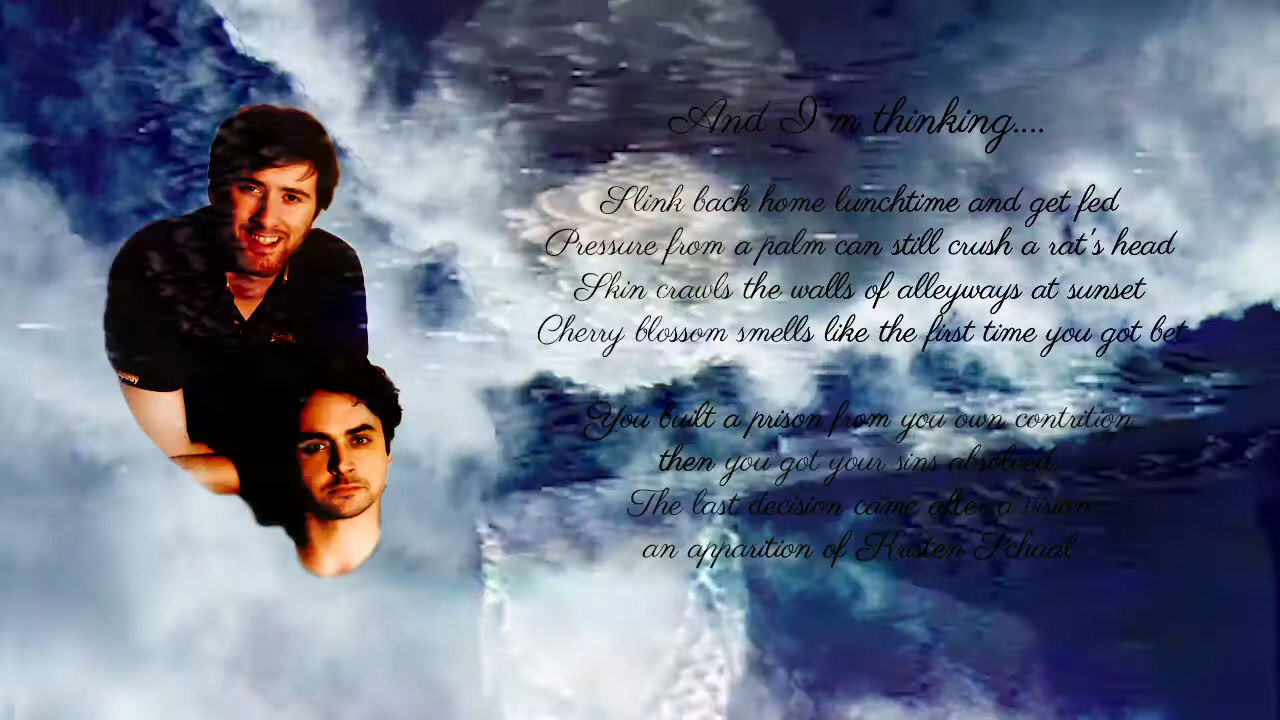 And I'm thinking....
Slink back home lunchtime and get fed
Pressure from a palm can still crush a rat's head
Skin crawls the walls of alleyways at sunset
Cherry blossom smells like the first time you got bet
You built a prison from you own contrition
then you got your sins absolved.
The last decision came after a vision
an apparition of Kristen Schaal